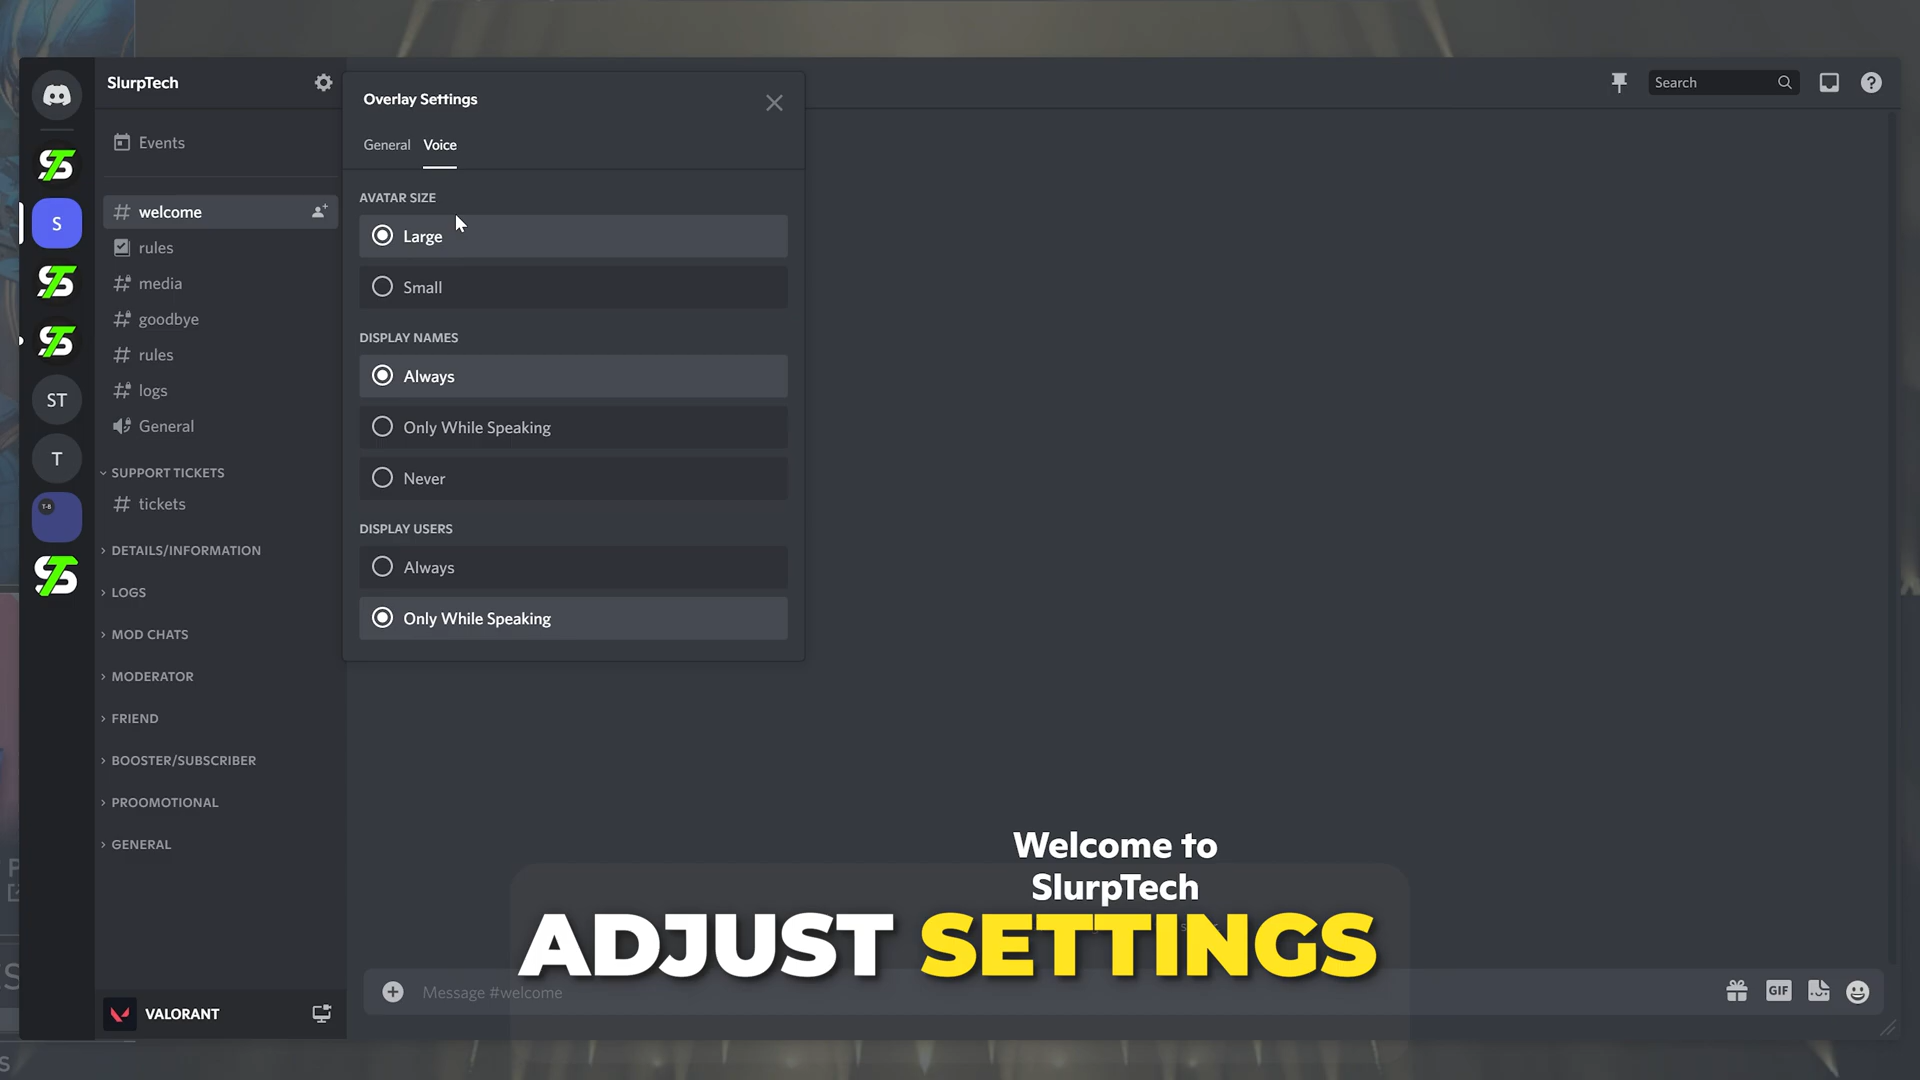 SlurpTech
Search
Events
welcome
rules
media
goodbye
rules
logs
General
SUPPORT TICKETS
tickets
DETAILS/INFORMATION
LOGS
MOD CHATS
MODERATOR
FRIEND
BOOSTER/SUBSCRIBER
PROOMOTIONAL
GENERAL
S
ST
T
T-8
VALORANT
Overlay Settings
General Voice
AVATAR SIZE
Large
Small
DISPLAY NAMES
Always
Only While Speaking
Never
DISPLAY USERS
Always
Only While Speaking
Welcome to
SlurpTech
ADJUST SETTINGS
Message #welcome
GIF